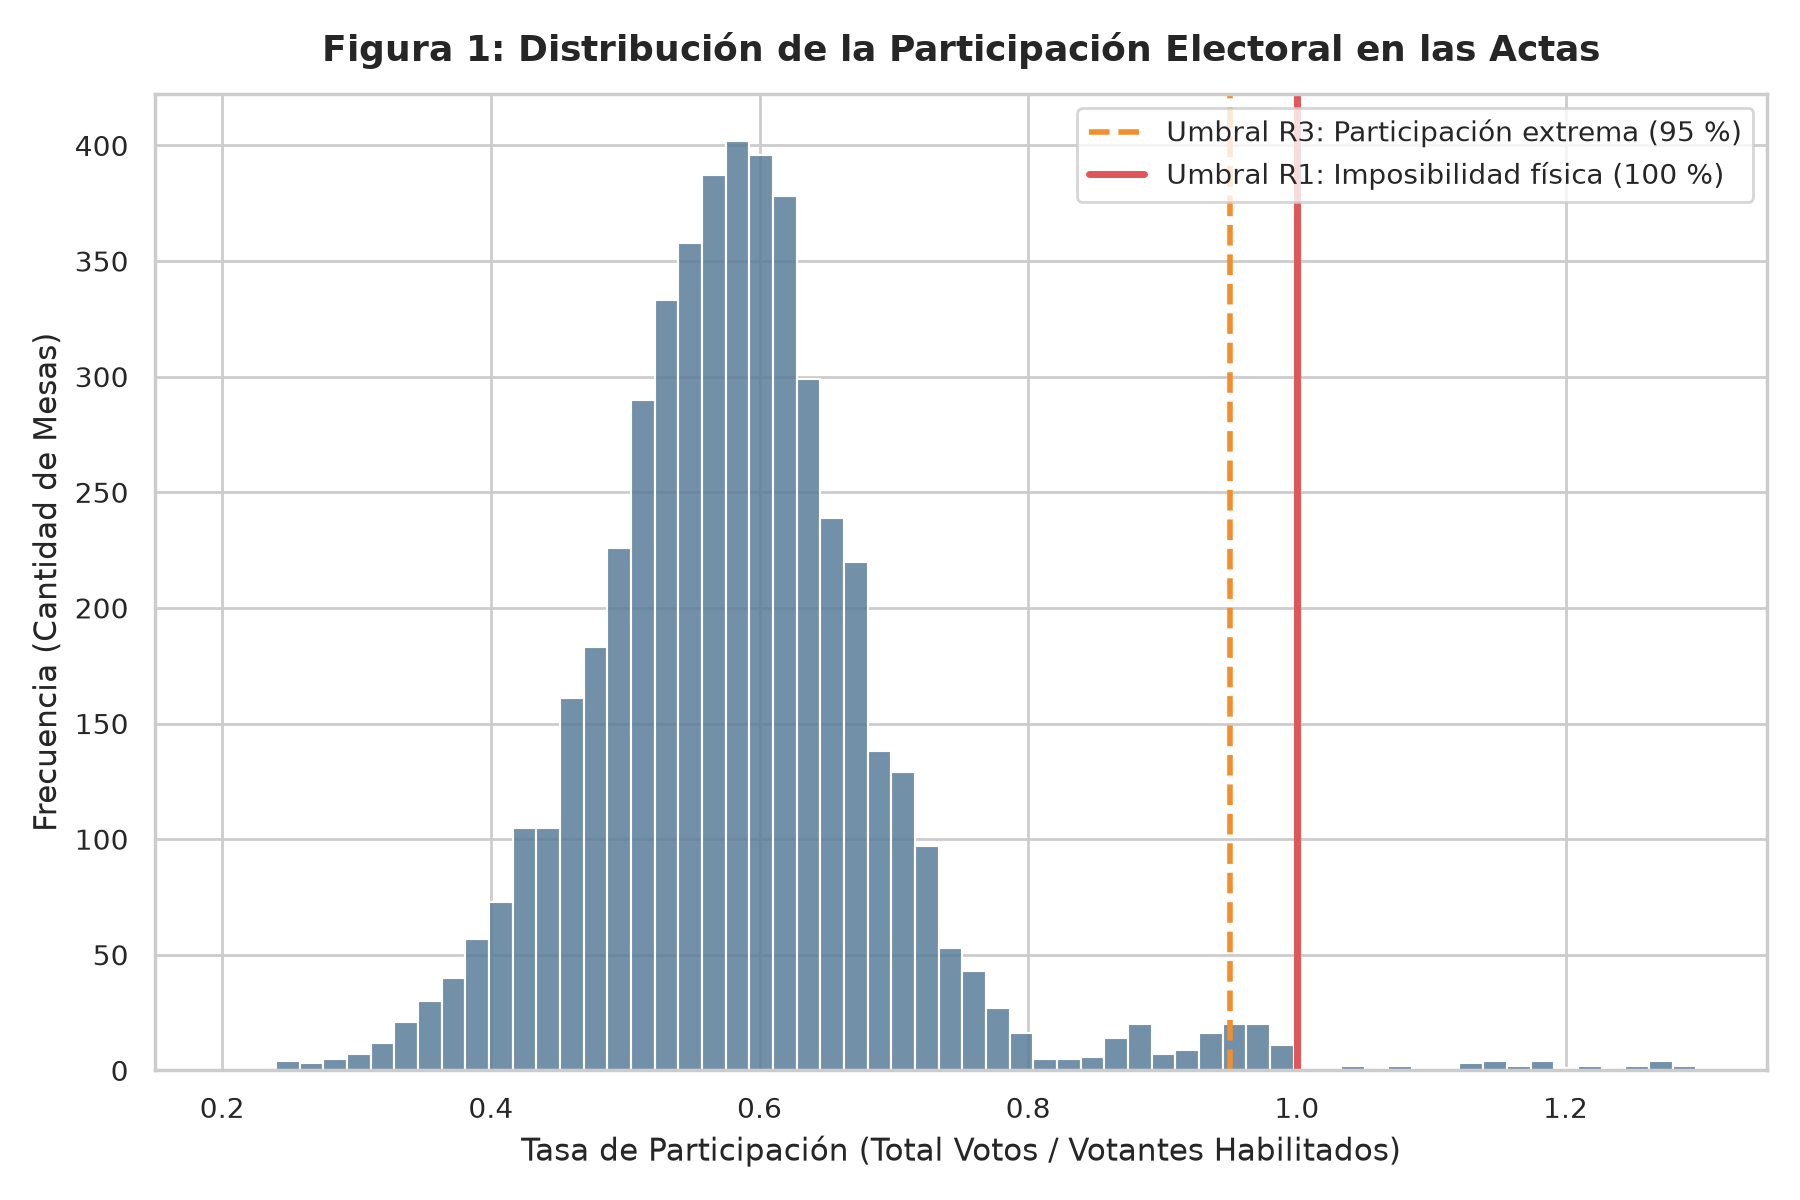 Figura 1: Distribución de la Participación Electoral en las Actas
Umbral R3: Participación extrema (95 %)
Umbral R1: Imposibilidad física (100 %)
Frecuencia (Cantidad de Mesas)
400
350
300
250
200
150
100
50
0
0.2 0.4 0.6 0.8 1.0 1.2
Tasa de Participación (Total Votos / Votantes Habilitados)